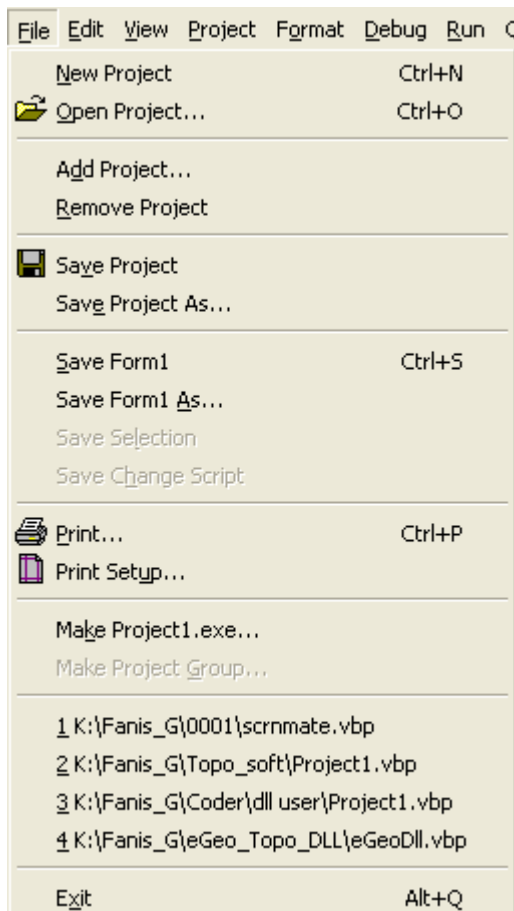 File Edit View Project Format Debug Run
New Project Ctrl+N
Open Project... Ctrl+O
Add Project...
Remove Project
Save Project
Save Project As...
Save Form1 Ctrl+S
Save Form1 As...
Save Selection
Save Change Script
Print... Ctrl+P
Print Setup...
Make Project1.exe...
Make Project Group...
1 K:\Fanis_G\0001\scrnmate.vbp
2 K:\Fanis_G\Topo_soft\Project1.vbp
3 K:\Fanis_G\Coder\dll user\Project1.vbp
4 K:\Fanis_G\eGeo_Topo_DLL\eGeoDll.vbp
Exit Alt+Q